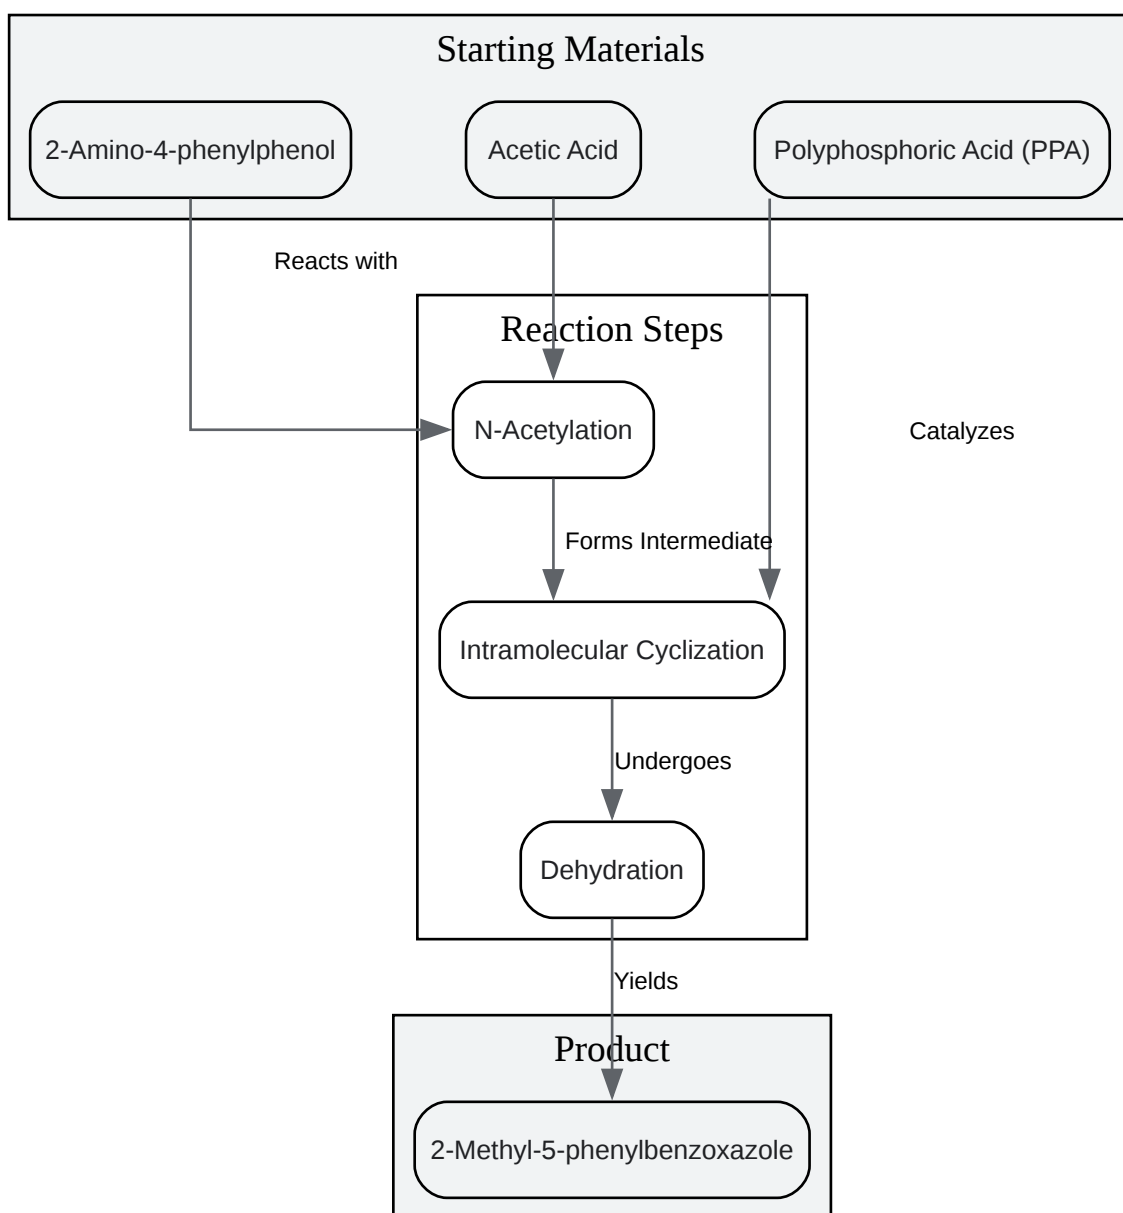 Starting Materials
2-Amino-4-phenylphenol
Acetic Acid
Polyphosphoric Acid (PPA)
Reacts with
Reaction Steps
N-Acetylation
Catalyzes
Forms Intermediate
Intramolecular Cyclization
Undergoes
Dehydration
Yields
Product
2-Methyl-5-phenylbenzoxazole